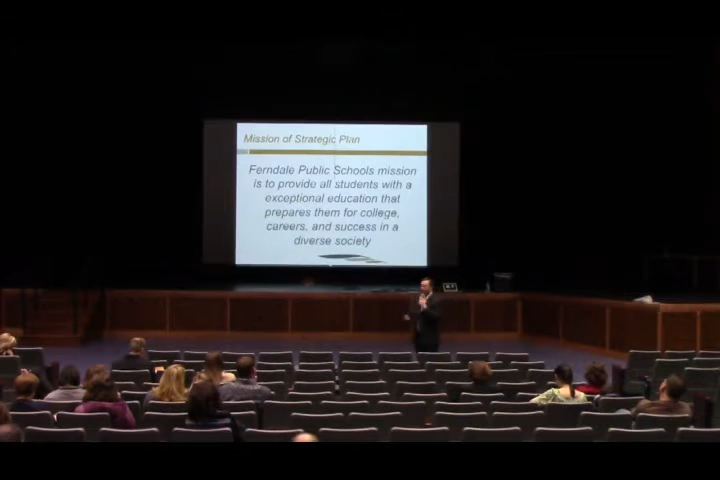 Mission of Strategic Plan
Ferndale Public Schools mission
is to provide all students with a
exceptional education that
prepares them for college,
careers, and success in a
diverse society